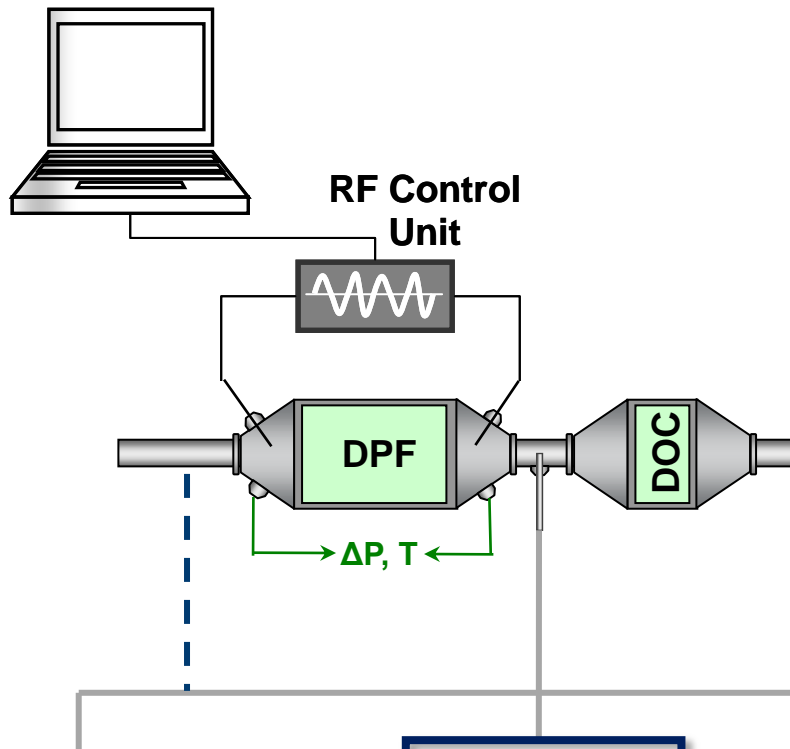 RF Control
Unit
DPF
DOC
ΔP, T